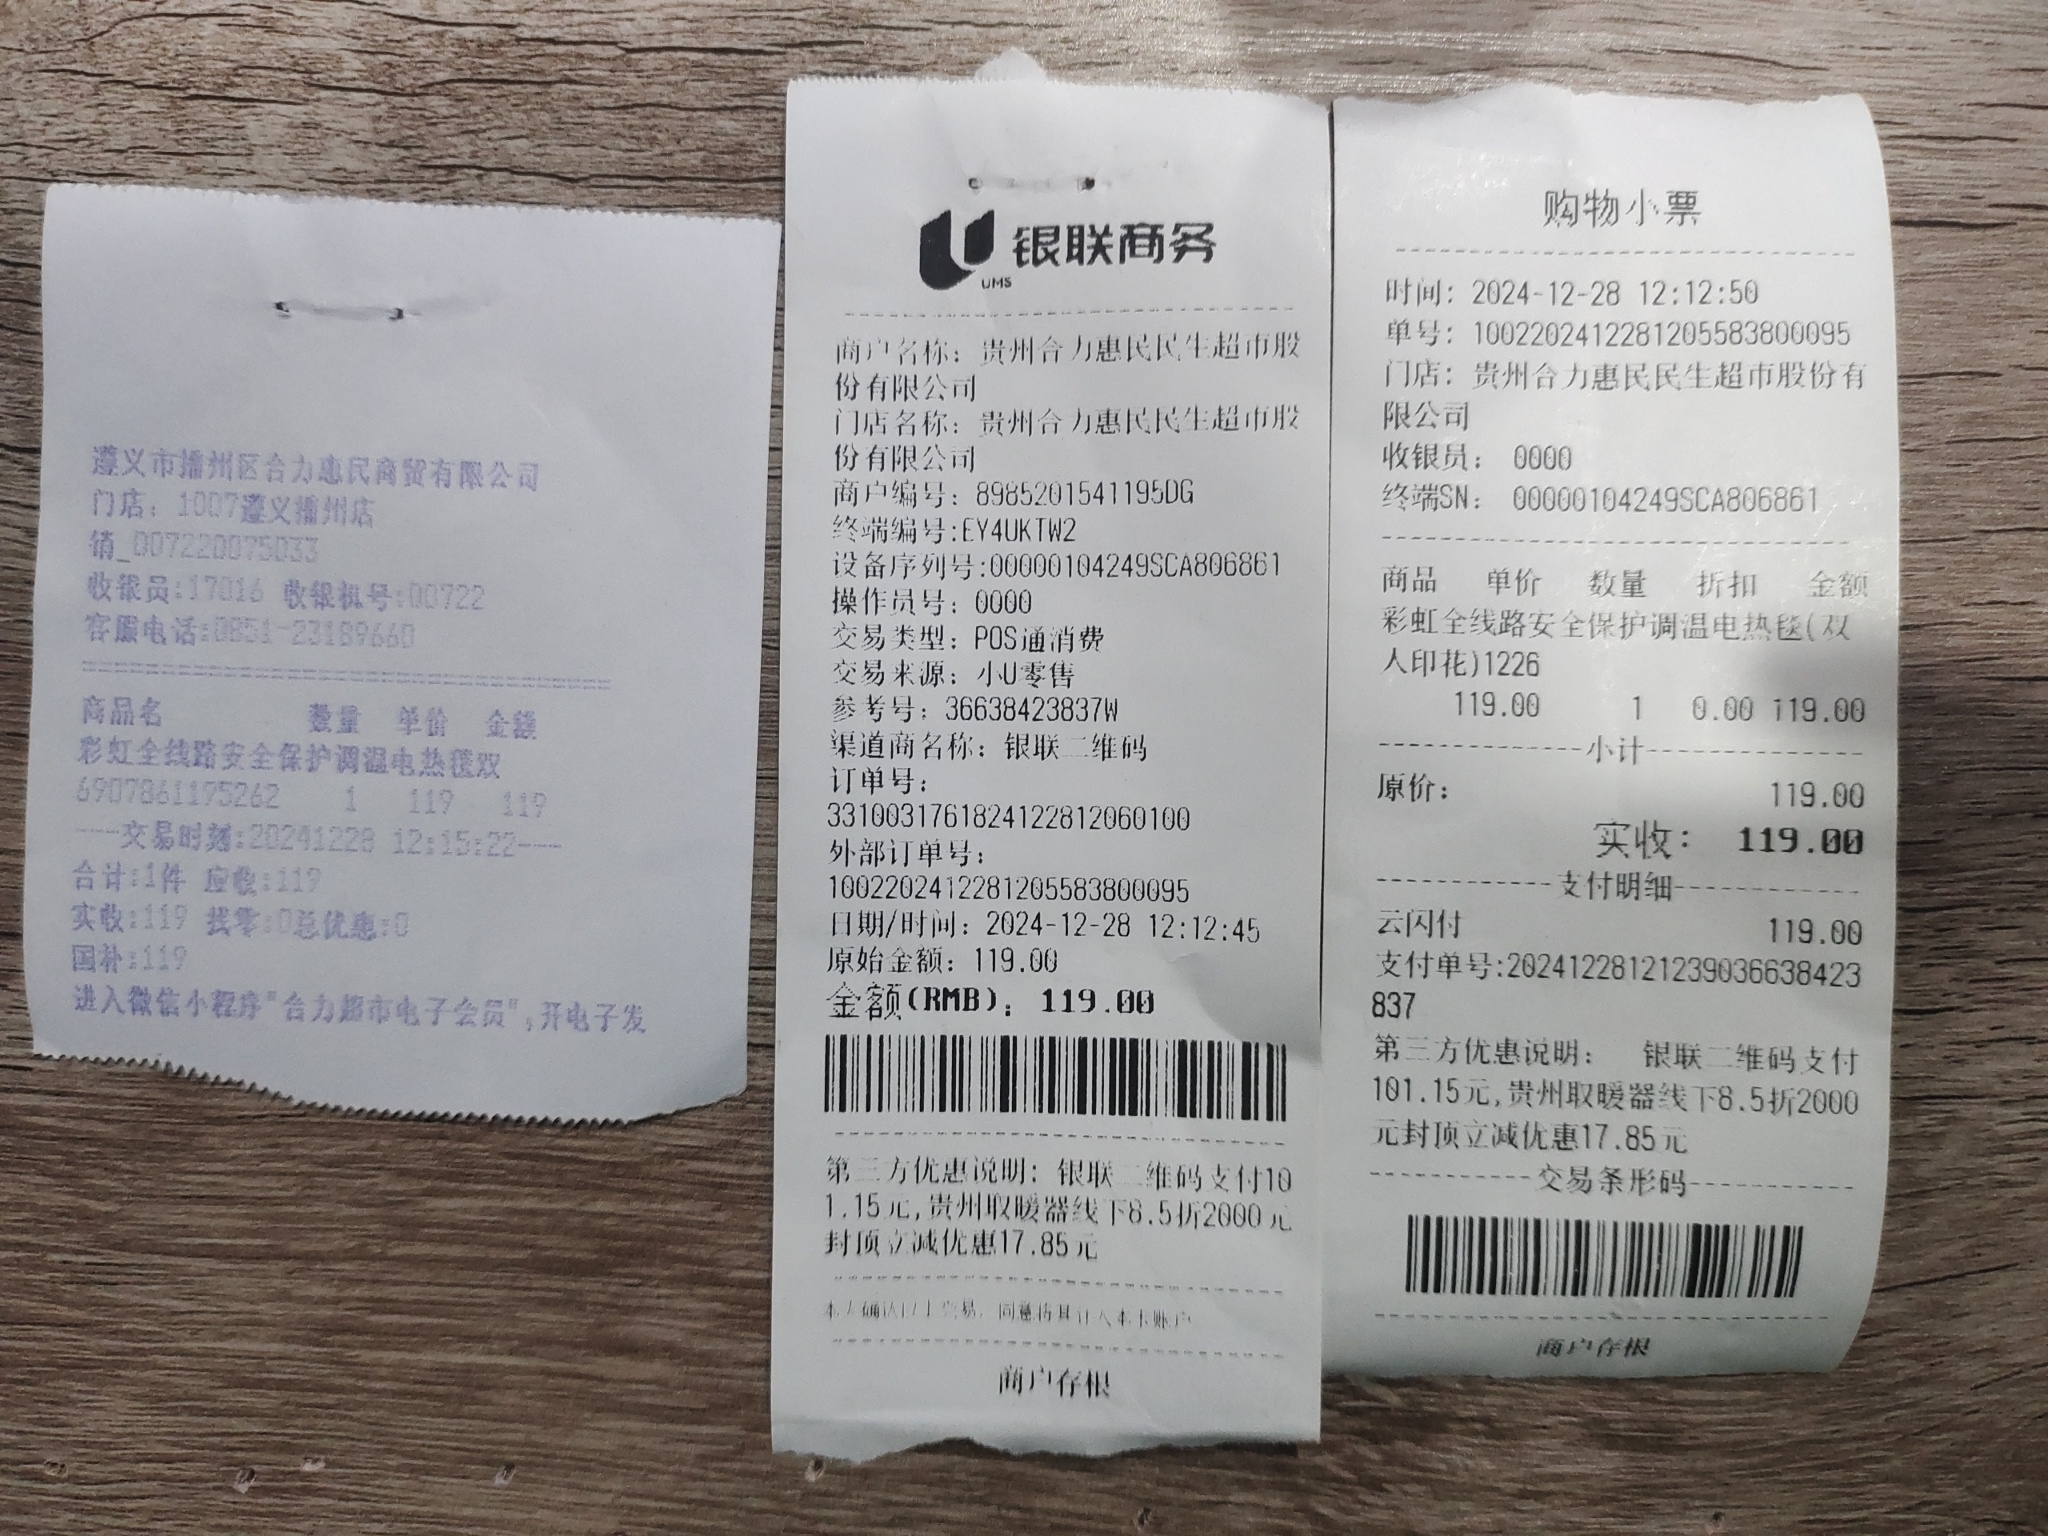 遵义市播州区合力惠民商贸有限公司
门店：1007遵义播州店
销_007220075033
收银员:17016 收银机号:00722
客服电话:0851-23189660
商品名 数量 单价 金额
彩虹全线路安全保护调温电热毯双
6907861195262 1 119 119
---交易时刻:20241228 12:15:22---
合计:1件 应收:119
实收:119 找零:0总优惠:0
国补:119
进入微信小程序"合力超市电子会员",开电子发
银联商务
UMS
商户名称：贵州合力惠民民生超市股
份有限公司
门店名称：贵州合力惠民民生超市股
份有限公司
商户编号：8985201541195DG
终端编号:EY4UKTW2
设备序列号:00000104249SCA806861
操作员号：0000
交易类型：POS通消费
交易来源：小U零售
参考号：36638423837W
渠道商名称：银联二维码
订单号：
3310031761824122812060100
外部订单号：
10022024122812055838000095
日期/时间：2024-12-28 12:12:45
原始金额：119.00
金额(RMB)：119.00
第三方优惠说明：银联二维码支付10
1.15元,贵州取暖器线下8.5折2000元
封顶立减优惠17.85元
本人确认以上交易，同意将其计入本卡账户
商户存根
购物小票
时间：2024-12-28 12:12:50
单号：10022024122812055838000095
门店：贵州合力惠民民生超市股份有
限公司
收银员： 0000
终端SN： 00000104249SCA806861
商品 单价 数量 折扣 金额
彩虹全线路安全保护调温电热毯(双
人印花)1226
119.00 1 0.00 119.00
小计
原价： 119.00
实收： 119.00
支付明细
云闪付 119.00
支付单号:20241228121239036638423
837
第三方优惠说明： 银联二维码支付
101.15元,贵州取暖器线下8.5折2000
元封顶立减优惠17.85元
交易条形码
商户存根